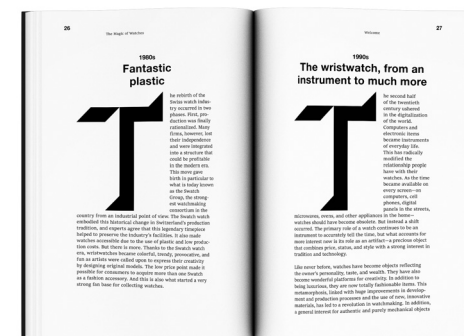 26
The Magic of Watches
1980s
Fantastic
plastic
The rebirth of the
Swiss watch indus-
try occurred in two
phases. First, pro-
duction was finally
rationalized. Many
firms, however, lost
their independence
and were integrated
into a structure that
could be profitable
in the modern era.
This move gave
birth in particular to
what is today known
as the Swatch
Group, the strong-
est watchmaking
consortium in the
country from an industrial point of view. The Swatch watch
embodied this historical change in Switzerland's production
tradition, and experts agree that this legendary timepiece
helped to preserve the industry's facilities. It also made
watches accessible due to the use of plastic and low produc-
tion costs. But there is more. Thanks to the Swatch watch
era, wristwatches became colorful, trendy, provocative, and
fun as artists were called upon to express their creativity
by designing original models. The low price point made it
possible for consumers to acquire more than one Swatch
as a fashion accessory. And this is also what started a very
strong fan base for collecting watches.
Welcome
27
1990s
The wristwatch, from an
instrument to much more
The second half
of the twentieth
century ushered
in the digitalization
of the world.
Computers and
electronic items
became instruments
of everyday life.
This has radically
modified the
relationship people
have with their
watches. As the time
became available on
every screen—on
computers, cell
phones, digital
panels in the streets,
microwaves, ovens, and other appliances in the home—
watches should have become obsolete. But instead a shift
occurred. The primary role of a watch continues to be an
instrument to accurately tell the time, but what accounts for
more interest now is its role as an artifact—a precious object
that combines price, status, and style with a strong interest in
tradition and technology.
Like never before, watches have become objects reflecting
the owner's personality, taste, and wealth. They have also
become wonderful platforms for creativity. In addition to
being luxurious, they are now totally fashionable items. This
metamorphosis, linked with huge improvements in develop-
ment and production processes and the use of new, innovative
materials, has led to a revolution in watchmaking. In addition,
a general interest for authentic and purely mechanical objects